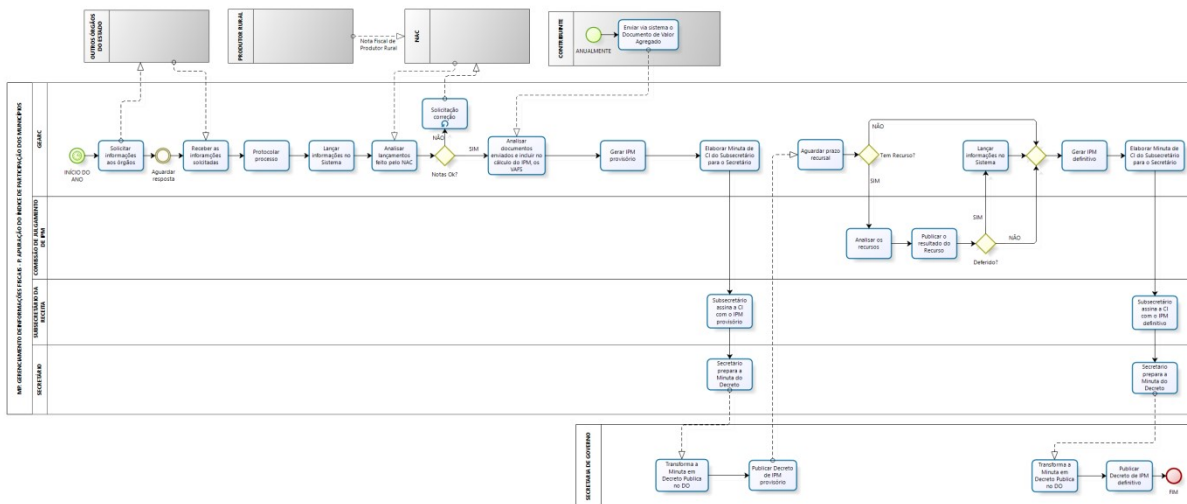 OUTROS ÓRGÃOS
DO ESTADO
PRODUTOR RURAL
Nota Fiscal de
Produtor Rural
NAC
CONTRIBUINTE
ANUALMENTE
Enviar via sistema o
Documento de Valor
Agregado
MP. GERENCIAMENTO DE INFORMAÇÕES FISCAIS - P. APURAÇÃO DO ÍNDICE DE PARTICIPAÇÃO DOS MUNICÍPIOS
GEARC
INÍCIO DO
ANO
Solicitar
informações
aos órgãos
Aguardar
resposta
Receber as
inforamções
solicitadas
Protocolar
processo
Lançar
informações no
Sistema
Analisar
lançamentos
feito pelo NAC
Solicitação
correção
NÃO
SIM
Notas Ok?
Analisar
documentos
enviados e incluir no
cálculo do IPM, os
VAFS
Gerar IPM
provisório
Elaborar Minuta de
CI do Subsecretário
para o Secretário
Aguardar prazo
recursal
NÃO
Tem Recurso?
SIM
Lançar
informações no
Sistema
Gerar IPM
definitivo
Elaborar Minuta de
CI do Subsecretário
para o Secretário
COMISSÃO DE JULGAMENTO
DE IPM
Analisar os
recursos
Publicar o
resultado do
Recurso
SIM
NÃO
Deferido?
SUBSECRETÁRIO DA
RECEITA
Subsecretário
assina a CI
com o IPM
provisório
Subsecretário
assine a CI
com o IPM
definitivo
SECRETÁRIO
Secretário
prepara a
Minuta do
Decreto
Secretário
prepara a
Minuta do
Decreto
SECRETARIA DE GOVERNO
Transforma a
Minuta em
Decreto Publica
no DO
Publicar Decreto
de IPM
provisório
Transforma a
Minuta em
Decreto Publica
no DO
Publicar
Decreto de IPM
definitivo
FIM